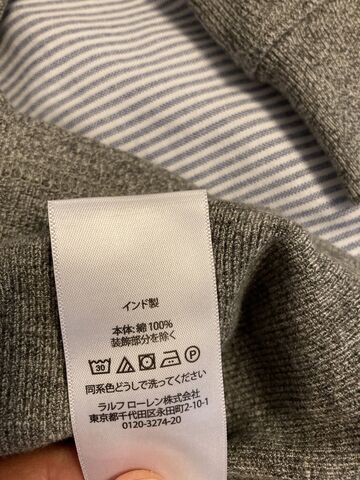 インド製
本体: 綿100%
装飾部分を除く
30 P
同系色どうしで洗ってください
ラルフ ローレン株式会社
東京都千代田区永田町2-10-1
0120-3274-20